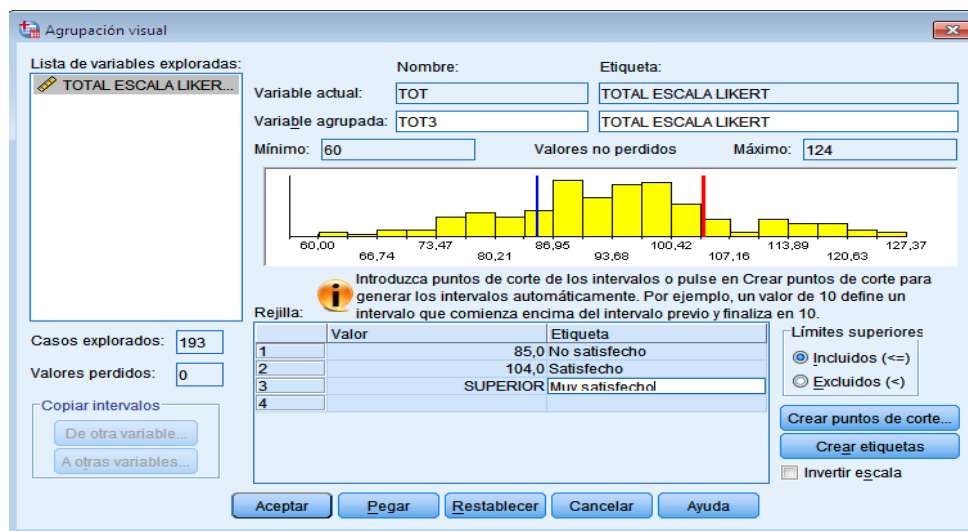 Agrupación visual
Lista de variables exploradas:
TOTAL ESCALA LIKER...
Nombre:
Etiqueta:
Variable actual:
TOT
TOTAL ESCALA LIKERT
Variable agrupada:
TOT3
TOTAL ESCALA LIKERT
Mínimo:
60
Valores no perdidos
Máximo:
124
60,00
73,47
86,95
100,42
113,89
127,37
66,74
80,21
93,68
107,16
120,63
Introduzca puntos de corte de los intervalos o pulse en Crear puntos de corte para
generar los intervalos automáticamente. Por ejemplo, un valor de 10 define un
intervalo que comienza encima del intervalo previo y finaliza en 10.
Rejilla:
Valor
Etiqueta
1
85,0
No satisfecho
2
104,0
Satisfecho
3
SUPERIOR
Muy satisfecho
4
Casos explorados:
193
Valores perdidos:
0
Copiar intervalos
De otra variable...
A otras variables...
Límites superiores
Incluidos (<=)
Excluidos (<)
Crear puntos de corte...
Crear etiquetas
Invertir escala
Aceptar
Pegar
Restablecer
Cancelar
Ayuda